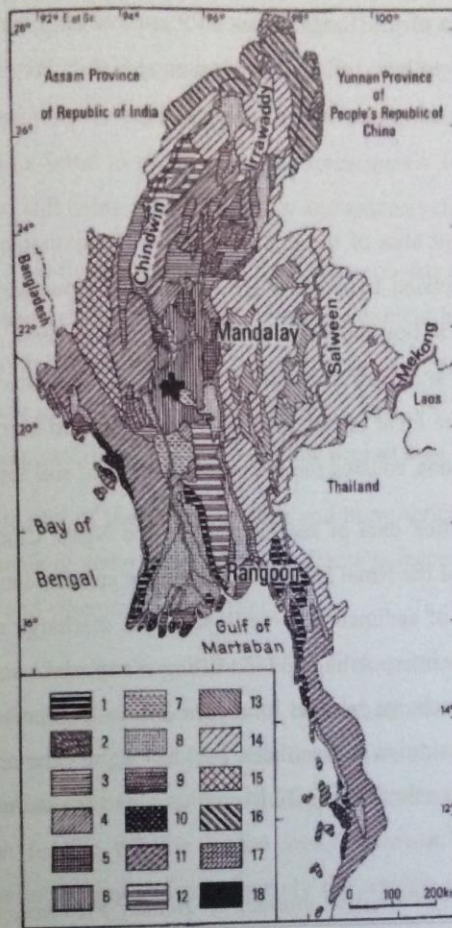 92° E of Gr. 94° 96° 98° 100°
28°
Assam Province
of Republic of India
Yunnan Province
of
People's Republic of
China
Irrawaddy
26°
Chindwin
24°
Bangladesh
22°
Mandalay
Salween
Mekong
Laos
20°
Thailand
Bay of
Bengal
Rangoon
Gulf of
Martaban
16°
14°
12°
1 7 13
2 8 14
3 9 15
4 10 16
5 11 17
6 12 18
0 100 200km